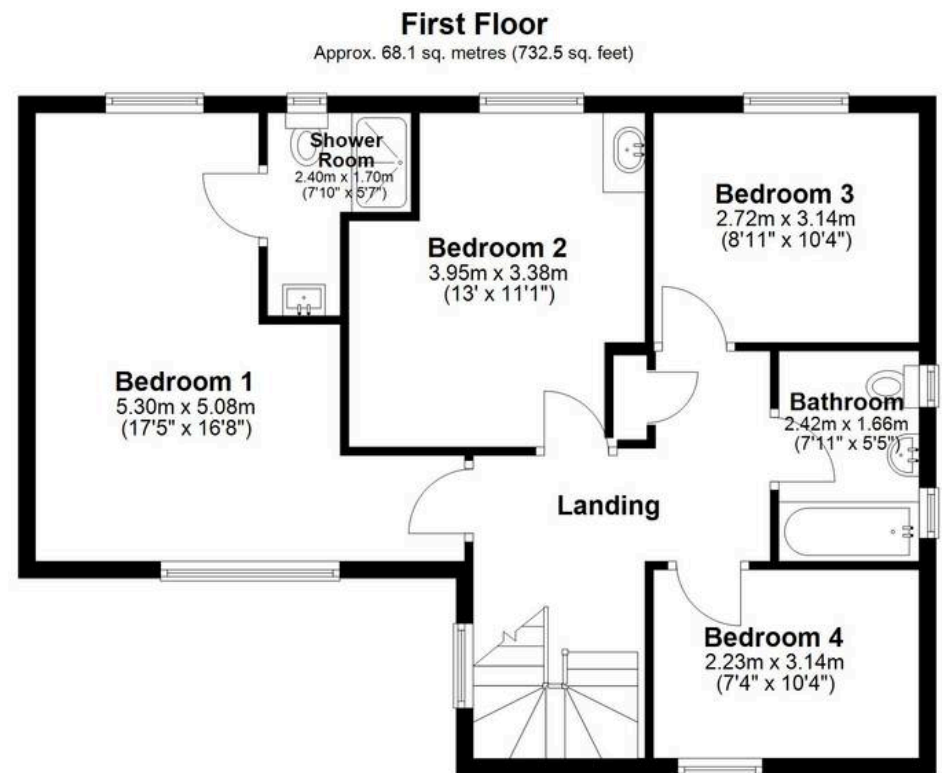 First Floor
Approx. 68.1 sq. metres (732.5 sq. feet)
Shower
Room
2.40m x 1.70m
(7'10" x 5'7")
Bedroom 2
3.95m x 3.38m
(13' x 11'1")
Bedroom 3
2.72m x 3.14m
(8'11" x 10'4")
Bedroom 1
5.30m x 5.08m
(17'5" x 16'8")
Bathroom
2.42m x 1.66m
(7'11" x 5'5")
Landing
Bedroom 4
2.23m x 3.14m
(7'4" x 10'4")